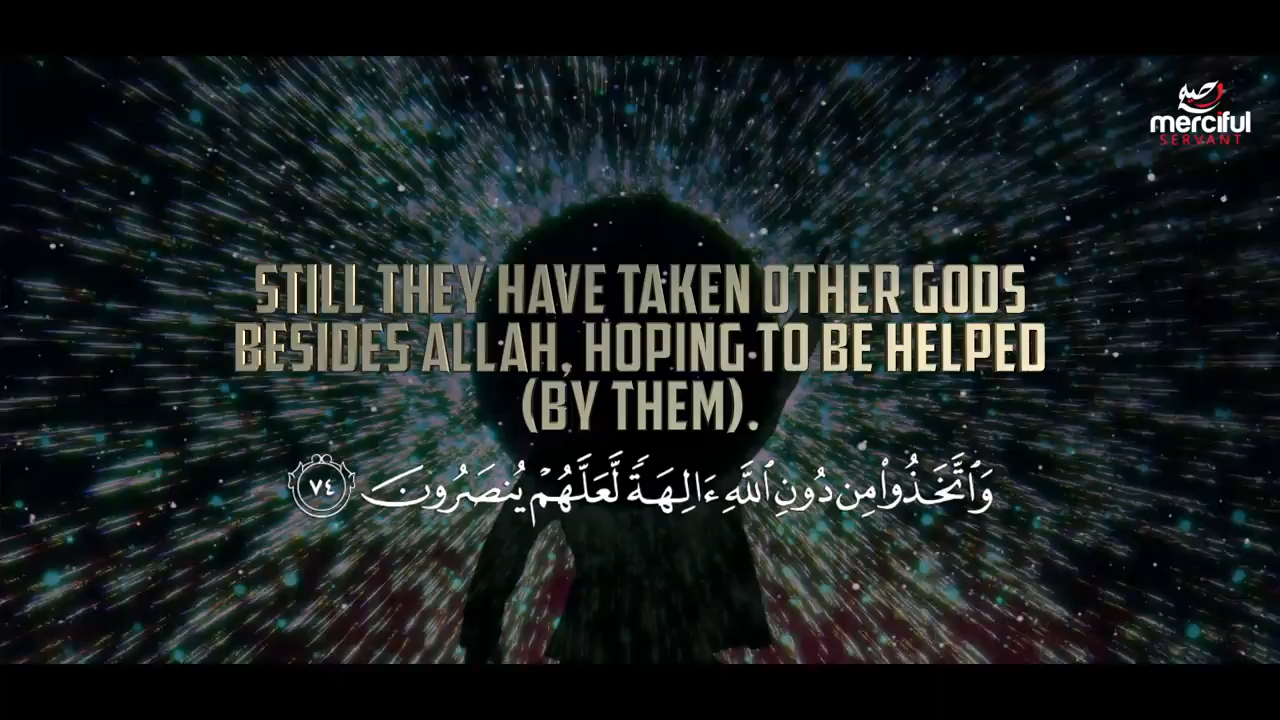 merciful
SERVANT
STILL THEY HAVE TAKEN OTHER GODS
BESIDES ALLAH, HOPING TO BE HELPED
(BY THEM).
وَٱتَّخَذُوا۟ مِن دُونِ ٱللَّهِ ءَالِهَةً لَّعَلَّهُمْ يُنصَرُونَ ٧٤